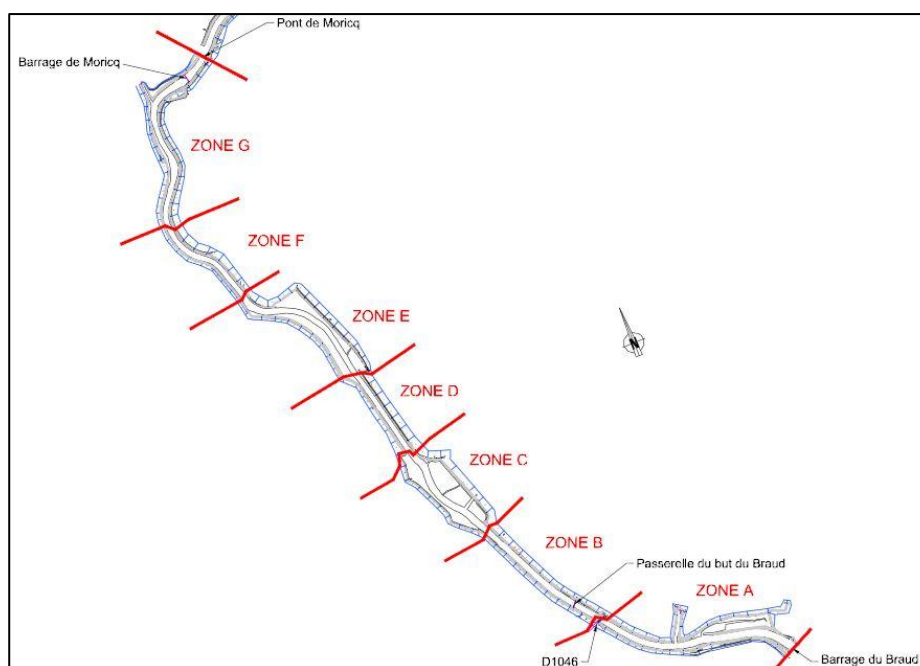 Pont de Moricq
Barrage de Moricq
ZONE G
ZONE F
ZONE E
N
ZONE D
ZONE C
ZONE B
Passerelle du but du Braud
ZONE A
D1046
Barrage du Braud